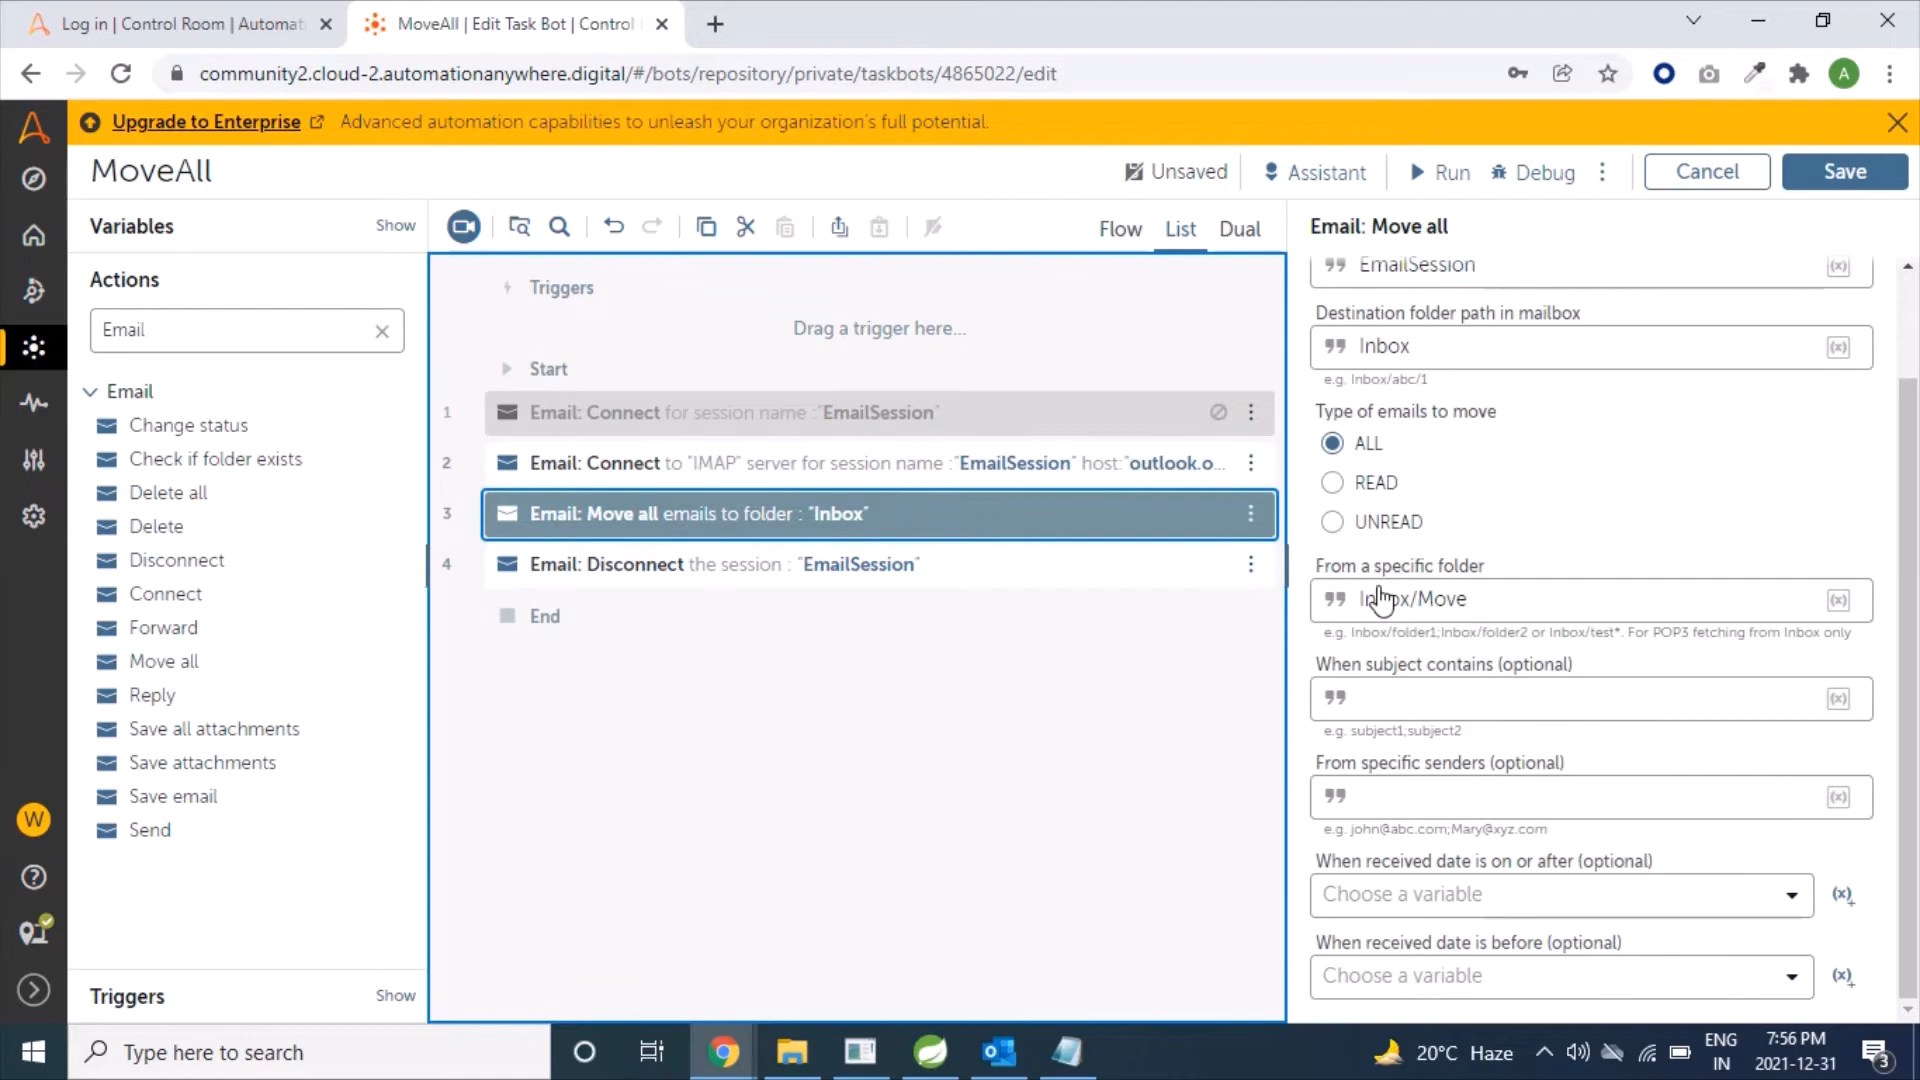 Log in | Control Room | Automat
MoveAll | Edit Task Bot | Control
community2.cloud-2.automationanywhere.digital/#/bots/repository/private/taskbots/4865022/edit
A
Upgrade to Enterprise Advanced automation capabilities to unleash your organization's full potential.
MoveAll
Unsaved
Assistant
Run
Debug
Cancel
Save
Variables
Show
Flow
List
Dual
Email: Move all
Actions
Email
Email
Change status
Check if folder exists
Delete all
Delete
Disconnect
Connect
Forward
Move all
Reply
Save all attachments
Save attachments
Save email
Send
Triggers
Show
W
Triggers
Drag a trigger here...
Start
1 Email: Connect for session name :"EmailSession"
2 Email: Connect to "IMAP" server for session name :"EmailSession" host:"outlook.o...
3 Email: Move all emails to folder : "Inbox"
4 Email: Disconnect the session : "EmailSession"
End
EmailSession
(x)
Destination folder path in mailbox
Inbox
(x)
e.g. Inbox/abc/1
Type of emails to move
ALL
READ
UNREAD
From a specific folder
Inbox/Move
(x)
e.g. Inbox/folder1;Inbox/folder2 or Inbox/test*. For POP3 fetching from Inbox only
When subject contains (optional)
(x)
e.g. subject1;subject2
From specific senders (optional)
(x)
e.g. john@abc.com;Mary@xyz.com
When received date is on or after (optional)
Choose a variable
(x)+
When received date is before (optional)
Choose a variable
(x)+
Type here to search
20°C Haze
ENG
IN
7:56 PM
2021-12-31
3